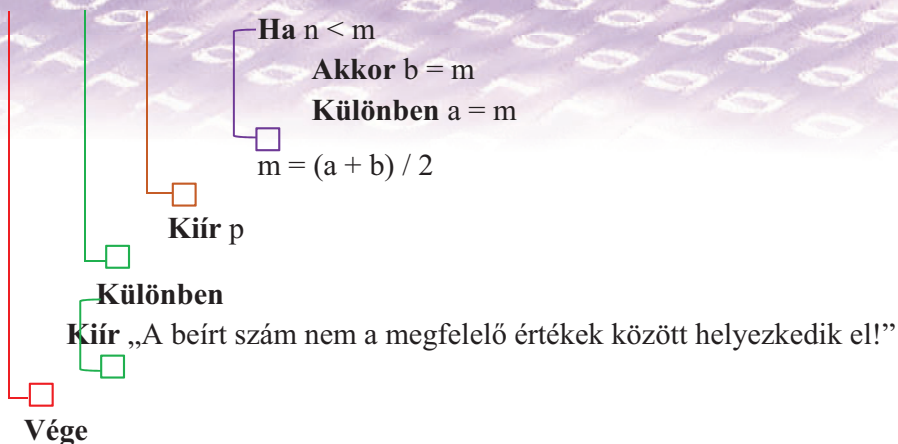 Ha n < m
Akkor b = m
Különben a = m
m = (a + b) / 2
Kiír p
Különben
Kiír „A beírt szám nem a megfelelő értékek között helyezkedik el!”
Vége